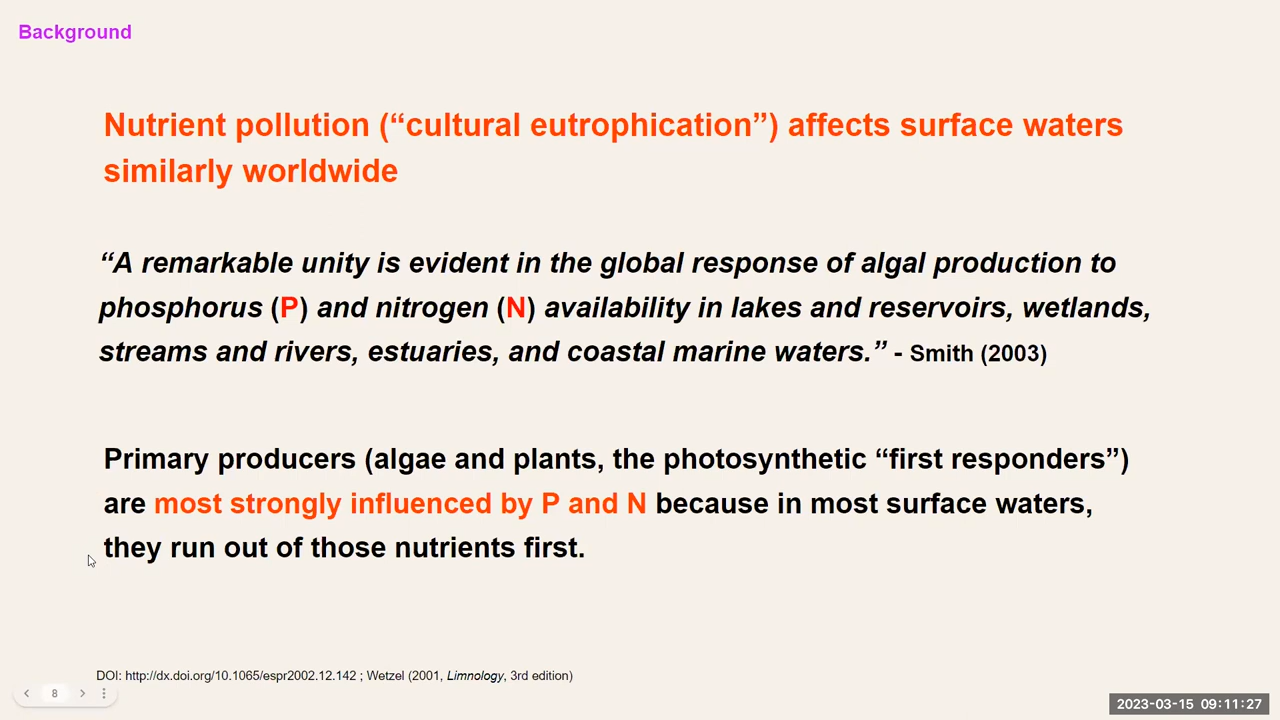 Background
Nutrient pollution (“cultural eutrophication”) affects surface waters
similarly worldwide
“A remarkable unity is evident in the global response of algal production to
phosphorus (P) and nitrogen (N) availability in lakes and reservoirs, wetlands,
streams and rivers, estuaries, and coastal marine waters.” - Smith (2003)
Primary producers (algae and plants, the photosynthetic “first responders”)
are most strongly influenced by P and N because in most surface waters,
they run out of those nutrients first.
DOI: http://dx.doi.org/10.1065/espr2002.12.142 ; Wetzel (2001, Limnology, 3rd edition)
8
2023-03-15 09:11:27